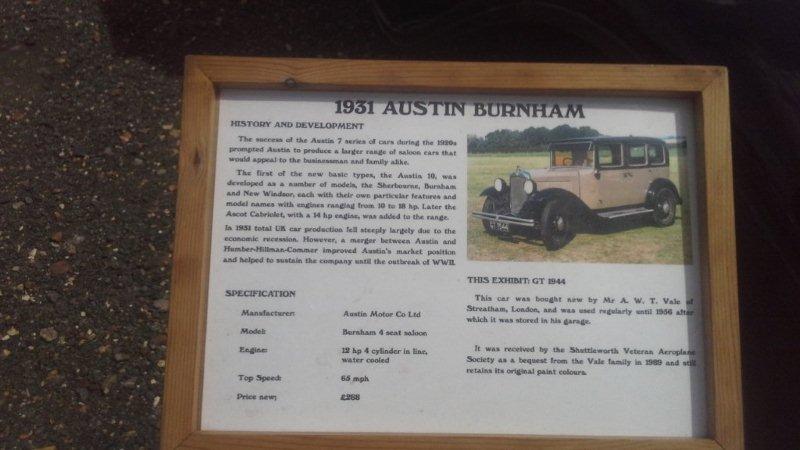 1931 AUSTIN BURNHAM
HISTORY AND DEVELOPMENT
The success of the Austin 7 series of cars during the 1920s
prompted Austin to produce a larger range of saloon cars that
would appeal to the businessman and family alike.
The first of the new basic types, the Austin 10, was
developed as a number of models, the Sherbourne, Burnham
and New Windsor, each with their own particular features and
model names with engines ranging from 10 to 18 hp. Later the
Ascot Cabriolet, with a 14 hp engine, was added to the range.
In 1931 total UK car production fell steeply largely due to the
economic recession. However, a merger between Austin and
Humber-Hillman-Commer improved Austin's market position
and helped to sustain the company until the outbreak of WWII.
SPECIFICATION
Manufacturer: Austin Motor Co Ltd
Model: Burnham 4 seat saloon
Engine: 12 hp 4 cylinder in line,
water cooled
Top Speed: 65 mph
Price new; £288
GT 1944
THIS EXHIBIT: GT 1944
This car was bought new by Mr A. W. T. Vale of
Streatham, London, and was used regularly until 1956 after
which it was stored in his garage.
It was received by the Shuttleworth Veteran Aeroplane
Society as a bequest from the Vale family in 1989 and still
retains its original paint colours.